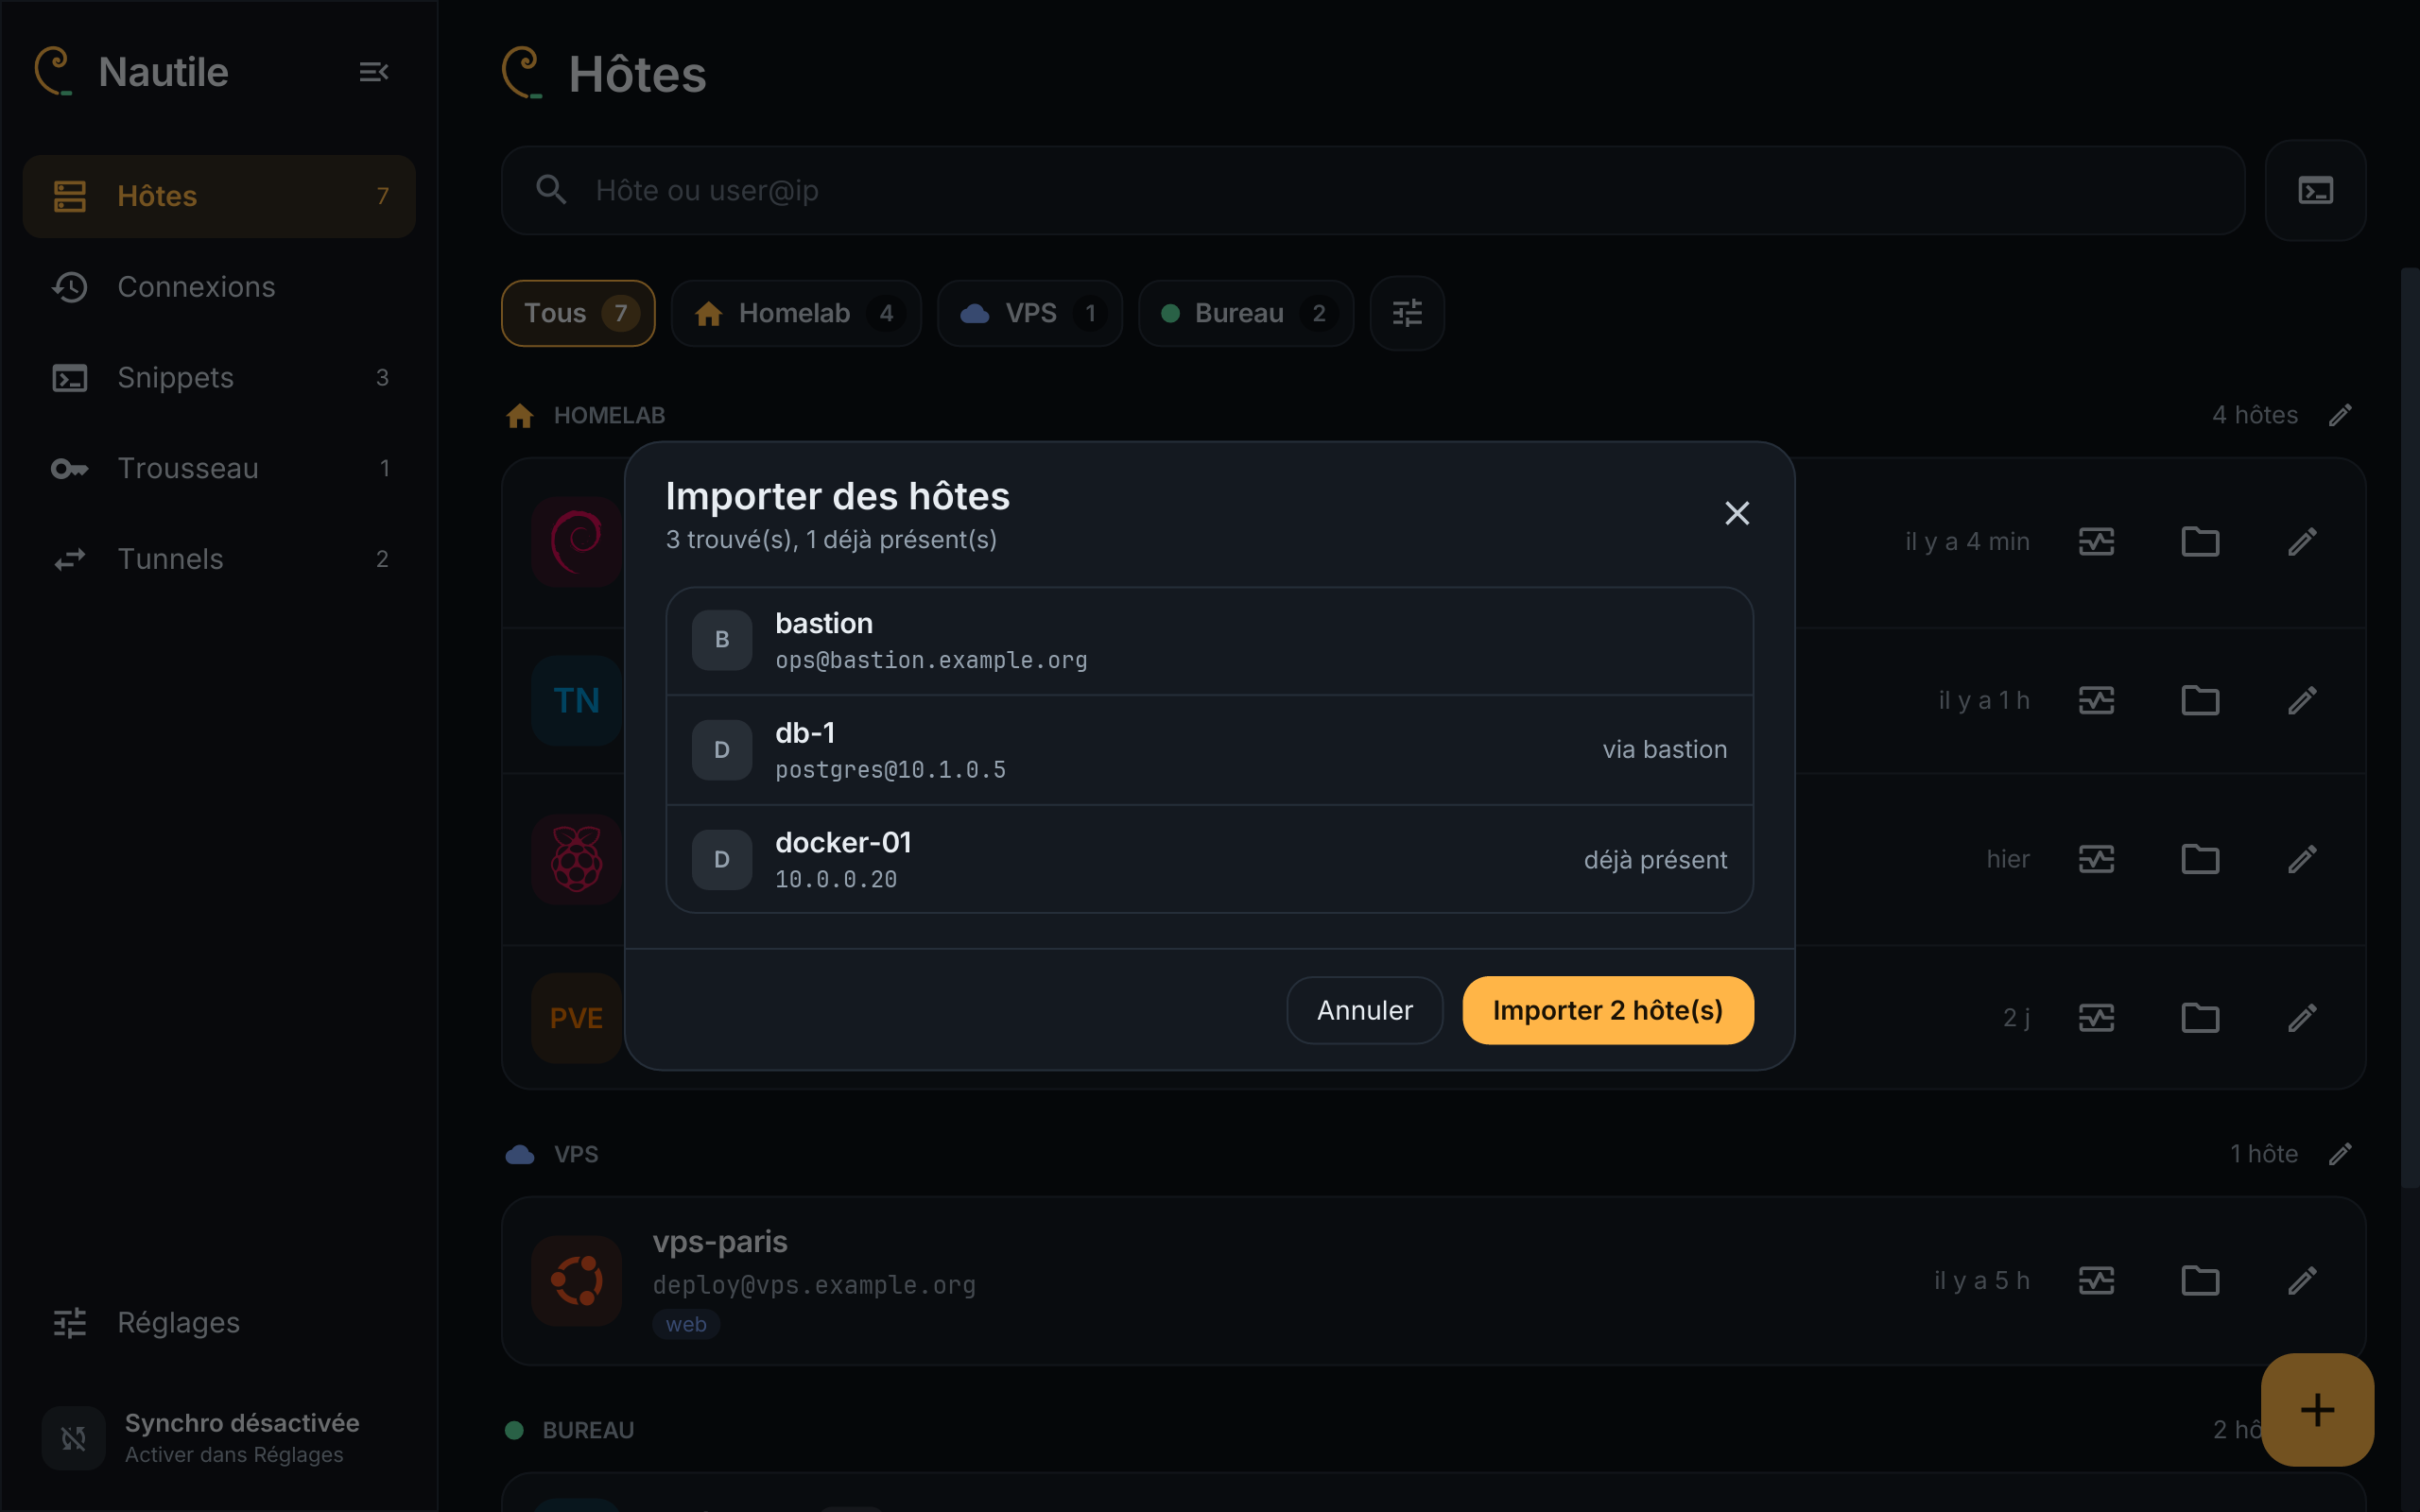 Nautile
Hôtes 7
Connexions
Snippets 3
Trousseau 1
Tunnels 2
Réglages
Synchro désactivée
Activer dans Réglages
Hôtes
Hôte ou user@ip
Tous 7
Homelab 4
VPS 1
Bureau 2
HOMELAB
4 hôtes
Importer des hôtes
3 trouvé(s), 1 déjà présent(s)
B
bastion
ops@bastion.example.org
D
db-1
postgres@10.1.0.5
via bastion
D
docker-01
10.0.0.20
déjà présent
Annuler
Importer 2 hôte(s)
il y a 4 min
TN
il y a 1 h
hier
PVE
2 j
VPS
1 hôte
vps-paris
deploy@vps.example.org
web
il y a 5 h
BUREAU
2 hô